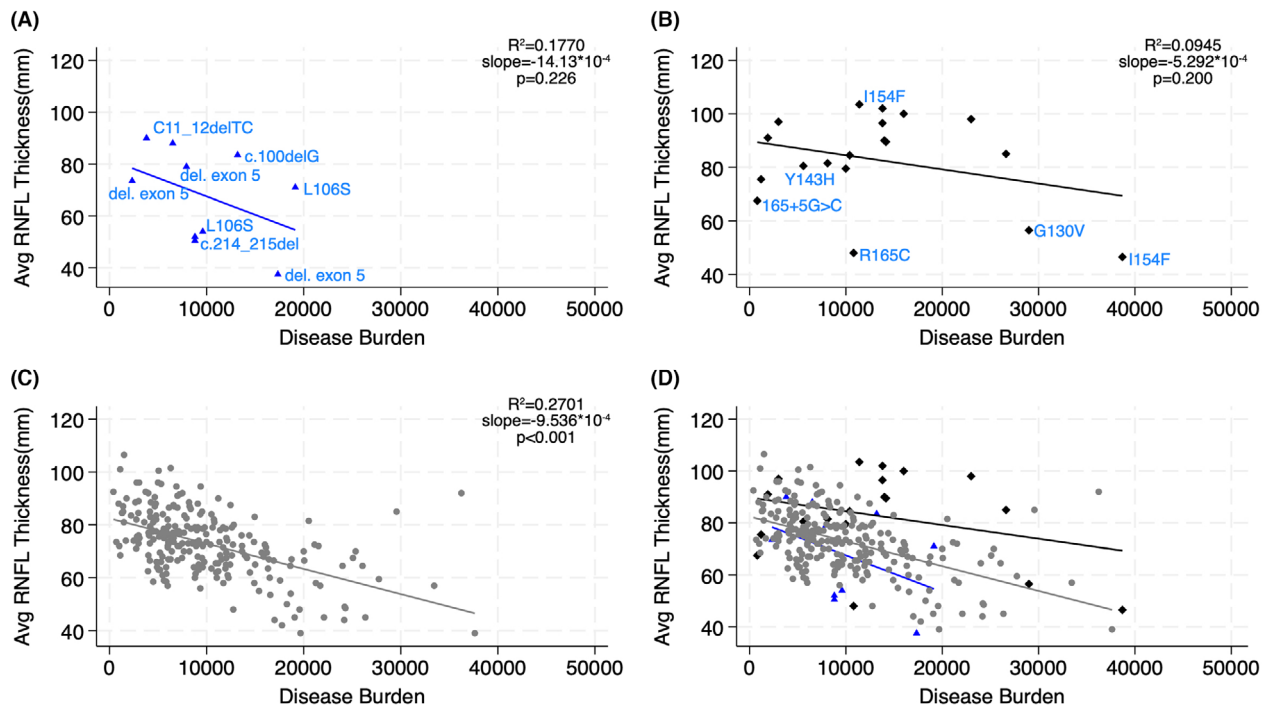 (A)
R²=0.1770
slope=-14.13*10⁻⁴
p=0.226
Avg RNFL Thickness(mm)
120
100
80
60
40
C11_12delTC
c.100delG
del. exon 5
del. exon 5
L106S
L106S
c.214_215del
del. exon 5
0 10000 20000 30000 40000 50000
Disease Burden
(B)
R²=0.0945
slope=-5.292*10⁻⁴
p=0.200
Avg RNFL Thickness(mm)
120
100
80
60
40
I154F
Y143H
165+5G>C
G130V
R165C
I154F
0 10000 20000 30000 40000 50000
Disease Burden
(C)
R²=0.2701
slope=-9.536*10⁻⁴
p<0.001
Avg RNFL Thickness(mm)
120
100
80
60
40
0 10000 20000 30000 40000 50000
Disease Burden
(D)
Avg RNFL Thickness(mm)
120
100
80
60
40
0 10000 20000 30000 40000 50000
Disease Burden